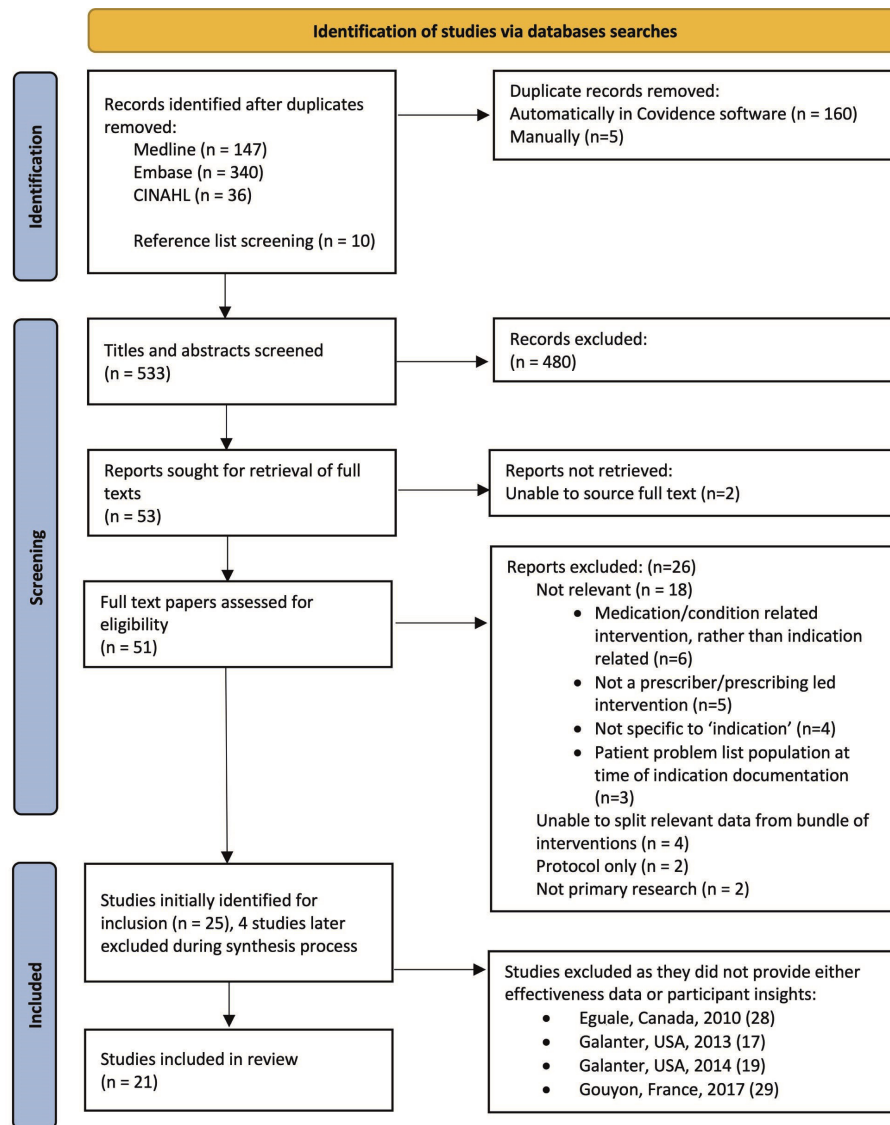 Identification of studies via databases searches
Identification
Records identified after duplicates
removed:
Medline (n = 147)
Embase (n = 340)
CINAHL (n = 36)
Reference list screening (n = 10)
Duplicate records removed:
Automatically in Covidence software (n = 160)
Manually (n=5)
Screening
Titles and abstracts screened
(n = 533)
Records excluded:
(n = 480)
Reports sought for retrieval of full
texts
(n = 53)
Reports not retrieved:
Unable to source full text (n=2)
Full text papers assessed for
eligibility
(n = 51)
Reports excluded: (n=26)
Not relevant (n = 18)
• Medication/condition related
intervention, rather than indication
related (n=6)
• Not a prescriber/prescribing led
intervention (n=5)
• Not specific to ‘indication’ (n=4)
• Patient problem list population at
time of indication documentation
(n=3)
Unable to split relevant data from bundle of
interventions (n = 4)
Protocol only (n = 2)
Not primary research (n = 2)
Included
Studies initially identified for
inclusion (n = 25), 4 studies later
excluded during synthesis process
Studies excluded as they did not provide either
effectiveness data or participant insights:
• Eguale, Canada, 2010 (28)
• Galanter, USA, 2013 (17)
• Galanter, USA, 2014 (19)
• Gouyon, France, 2017 (29)
Studies included in review
(n = 21)